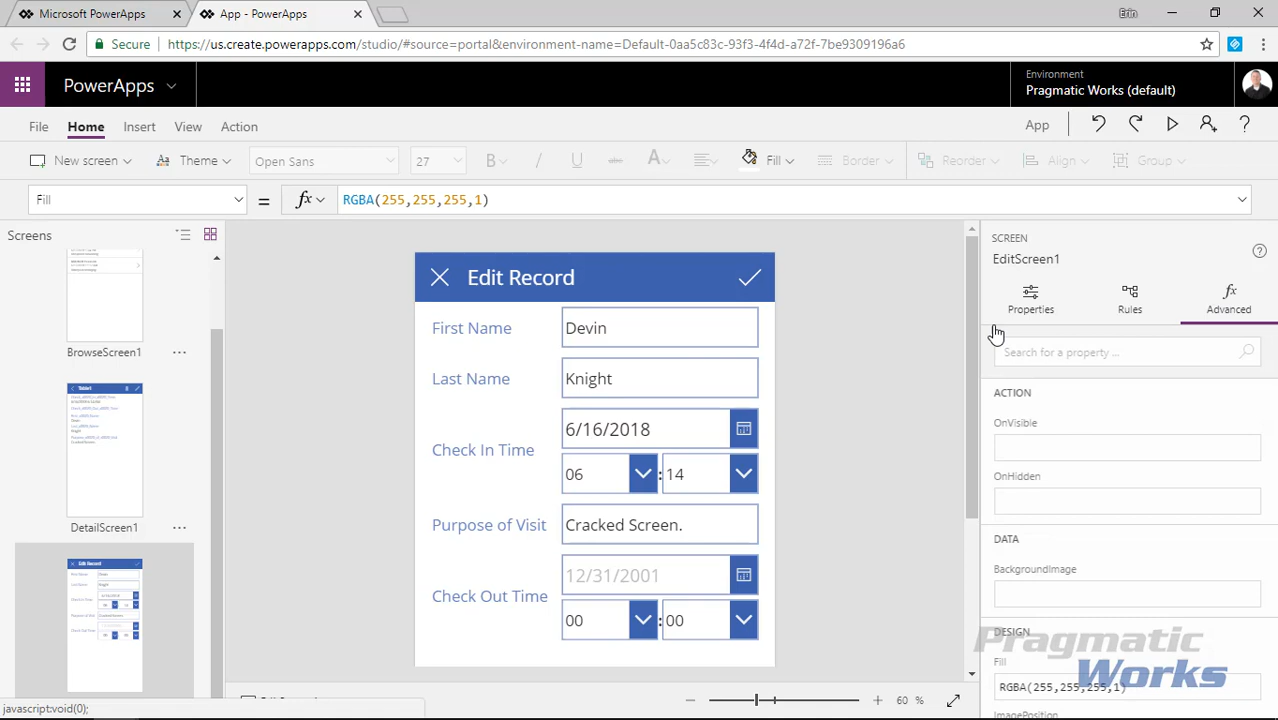 Microsoft PowerApps
App - PowerApps
Erin
Secure
https://us.create.powerapps.com/studio/#source=portal&environment-name=Default-0aa5c83c-93f3-4f4d-a72f-7be9309196a6
PowerApps
Environment
Pragmatic Works (default)
File Home Insert View Action
App
?
New screen Theme Open Sans 27 B / U abc A Fill Border Reorder Align Group
Fill = fx RGBA(255,255,255,1)
Screens
BrowseScreen1 ...
DetailScreen1 ...
Edit Record
First Name Devin
Last Name Knight
Check In Time
6/16/2018
06 : 14
Purpose of Visit Cracked Screen.
Check Out Time
12/31/2001
00 : 00
60 %
SCREEN
EditScreen1
?
fx
Properties Rules Advanced
Search for a property ...
ACTION
OnVisible
OnHidden
DATA
BackgroundImage
DESIGN
Fill
RGBA(255,255,255,1)
ImagePosition
Pragmatic
Works
javascript:void(0);